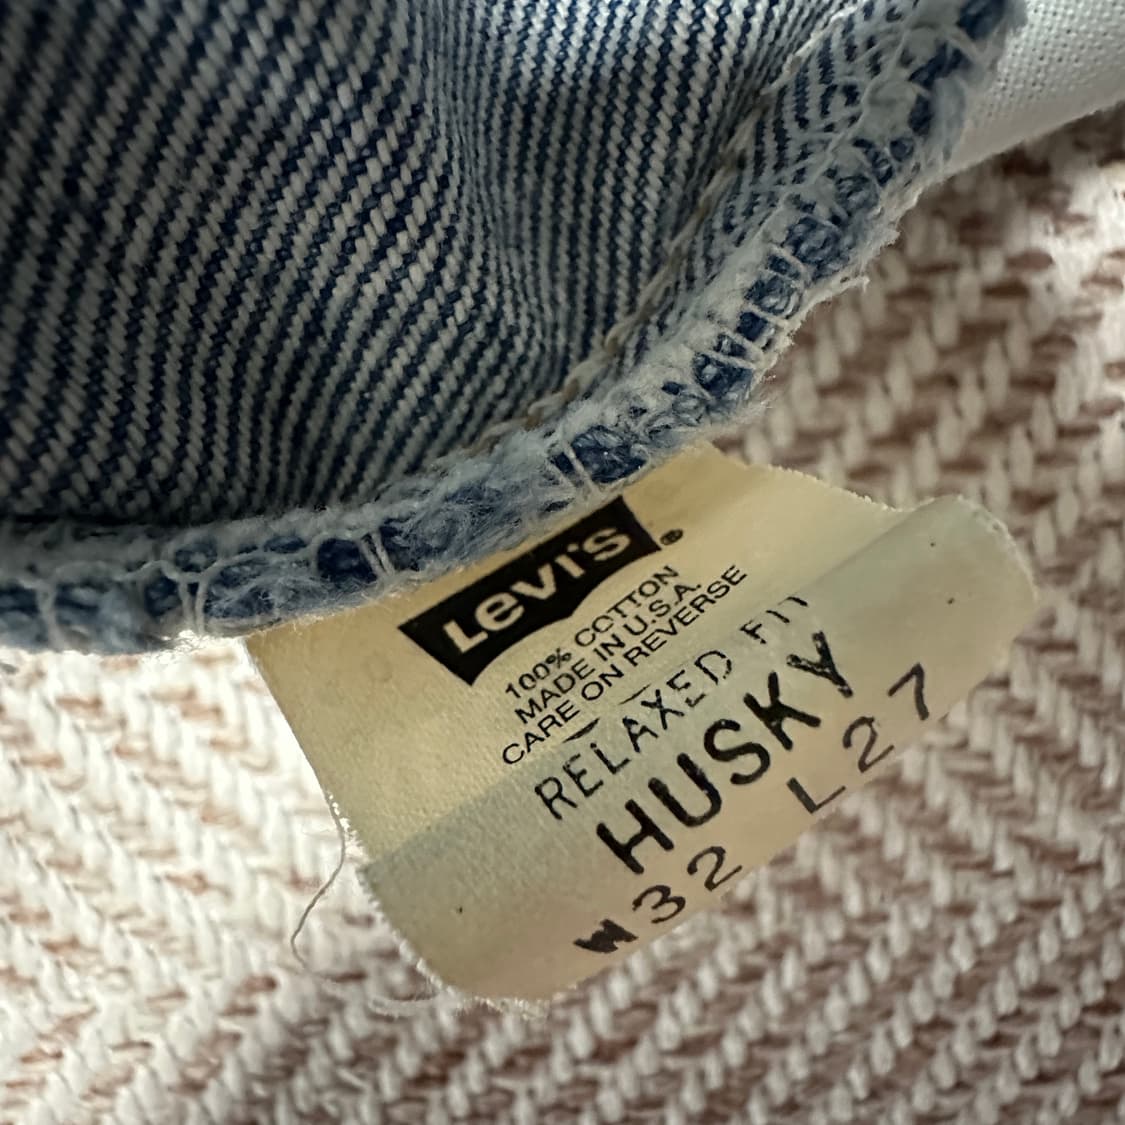 Levi's®
100% COTTON
MADE IN U.S.A.
CARE ON REVERSE
RELAXED FIT
HUSKY
W32 L27